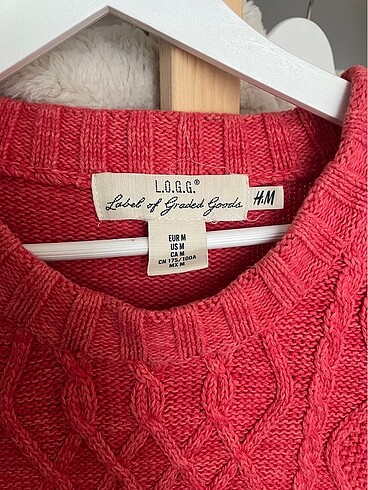 L.O.G.G.®
Label of Graded Goods
H&M
EUR M
US M
CA M
CN 175/100A
MX M